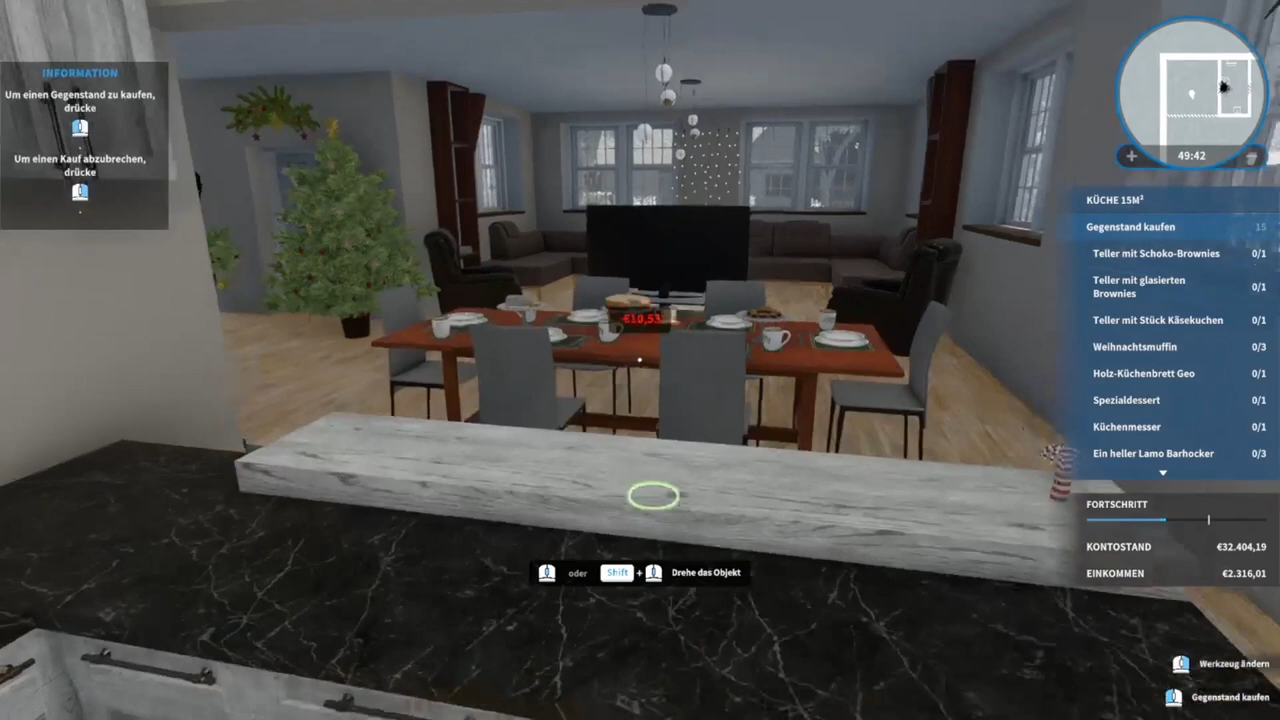 INFORMATION
Um einen Gegenstand zu kaufen,
drücke
Um einen Kauf abzubrechen,
drücke
€10,53
49:42
KÜCHE 15M²
Gegenstand kaufen 15
Teller mit Schoko-Brownies 0/1
Teller mit glasierten
Brownies 0/1
Teller mit Stück Käsekuchen 0/1
Weihnachtsmuffin 0/3
Holz-Küchenbrett Geo 0/1
Spezialdessert 0/1
Küchenmesser 0/1
Ein heller Lamo Barhocker 0/3
FORTSCHRITT
KONTOSTAND €32.404,19
EINKOMMEN €2.316,01
oder Shift + Drehe das Objekt
Werkzeug ändern
Gegenstand kaufen